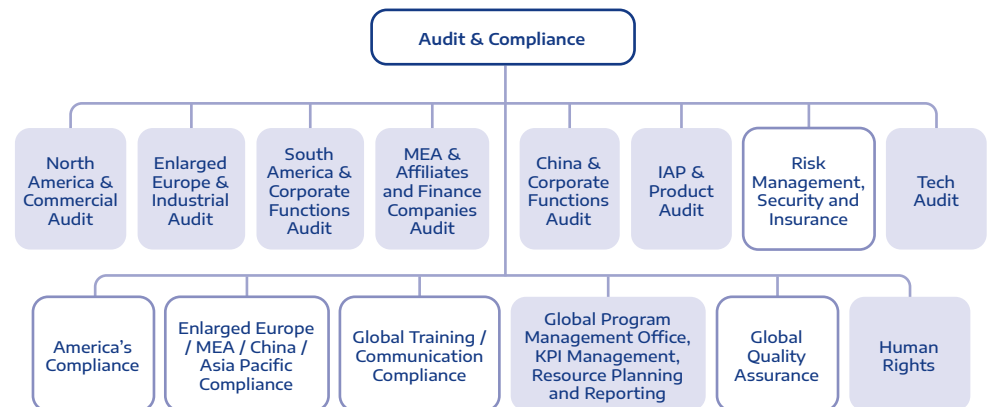 Audit & Compliance
North
America &
Commercial
Audit
Enlarged
Europe &
Industrial
Audit
South
America &
Corporate
Functions
Audit
MEA &
Affiliates
and Finance
Companies
Audit
China &
Corporate
Functions
Audit
IAP &
Product
Audit
Risk
Management,
Security and
Insurance
Tech
Audit
America's
Compliance
Enlarged Europe
/ MEA / China /
Asia Pacific
Compliance
Global Training /
Communication
Compliance
Global Program
Management Office,
KPI Management,
Resource Planning
and Reporting
Global
Quality
Assurance
Human
Rights